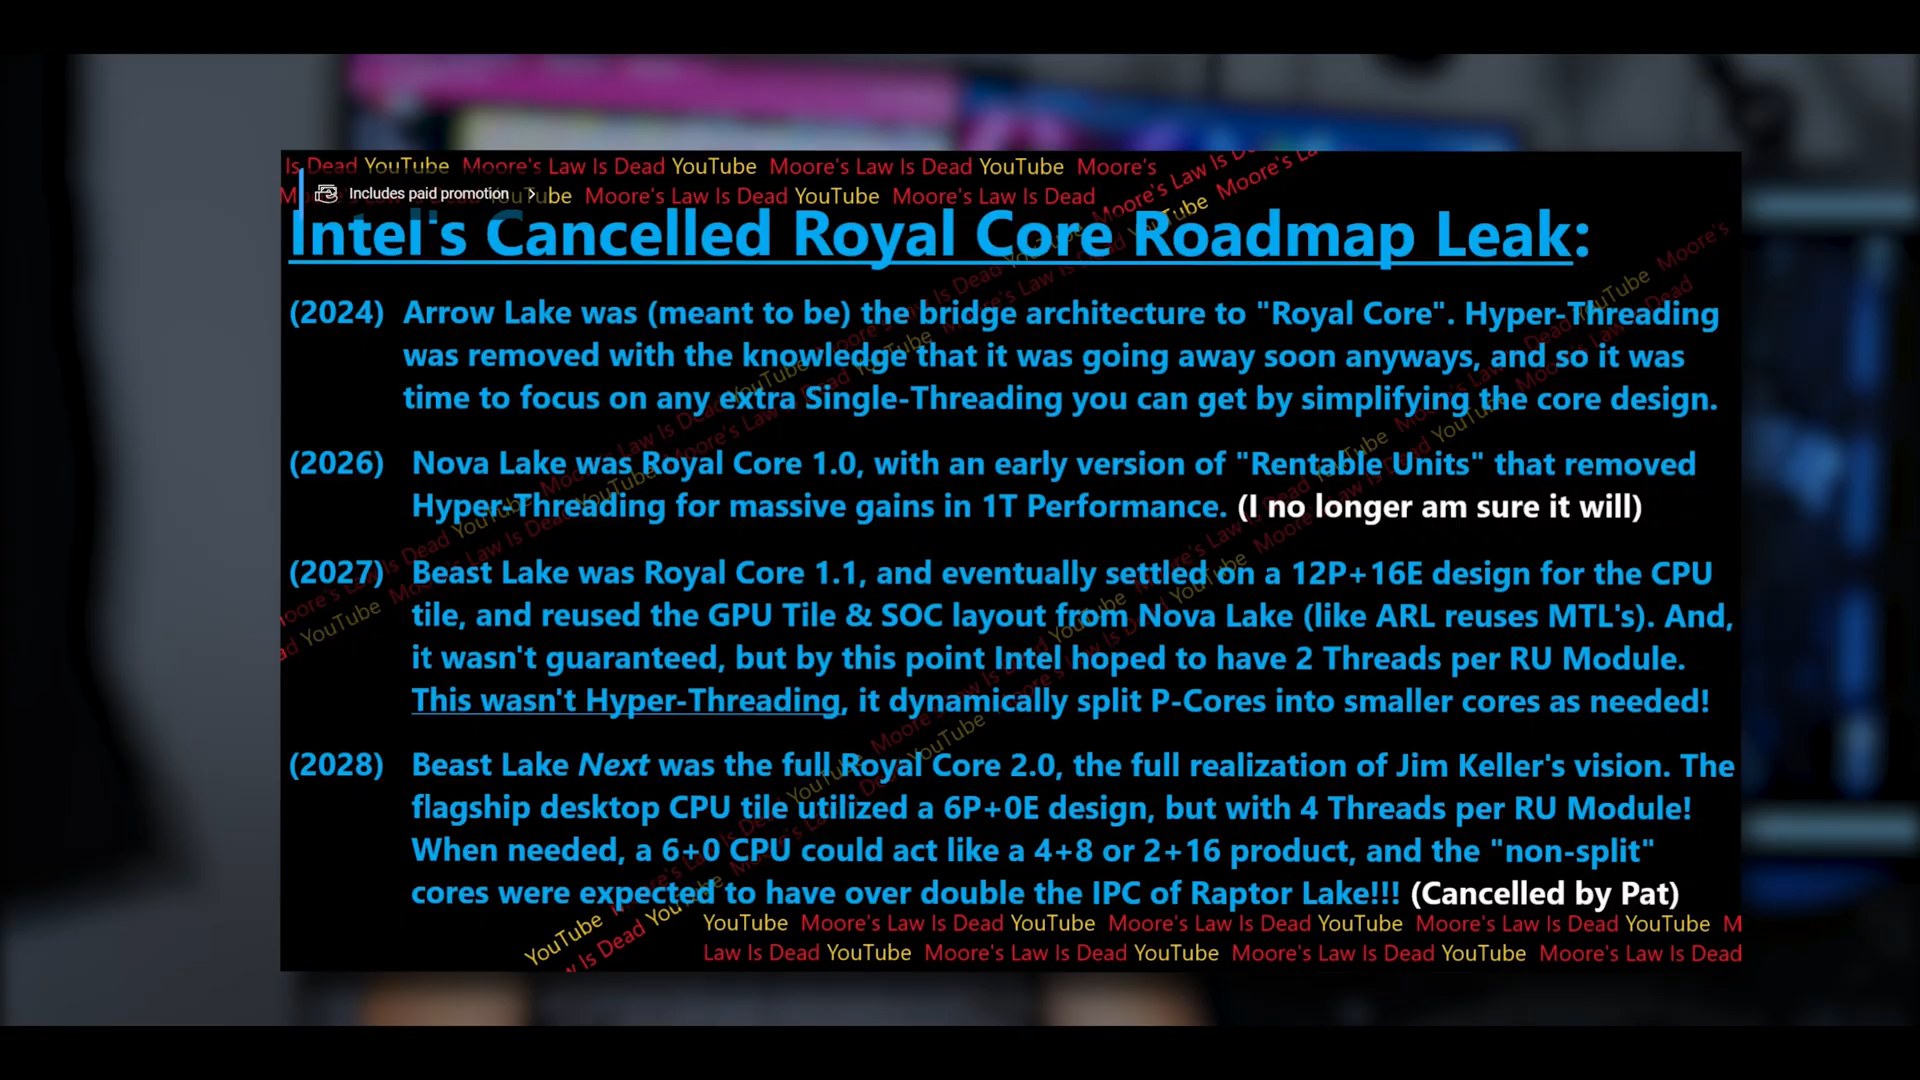 Is Dead YouTube Moore's Law Is Dead YouTube Moore's Law Is Dead YouTube Moore's
Includes paid promotion
YouTube Moore's Law Is Dead YouTube Moore's Law Is Dead
Intel's Cancelled Royal Core Roadmap Leak:
(2024) Arrow Lake was (meant to be) the bridge architecture to "Royal Core". Hyper-Threading
was removed with the knowledge that it was going away soon anyways, and so it was
time to focus on any extra Single-Threading you can get by simplifying the core design.
(2026) Nova Lake was Royal Core 1.0, with an early version of "Rentable Units" that removed
Hyper-Threading for massive gains in 1T Performance. (I no longer am sure it will)
(2027) Beast Lake was Royal Core 1.1, and eventually settled on a 12P+16E design for the CPU
tile, and reused the GPU Tile & SOC layout from Nova Lake (like ARL reuses MTL's). And,
it wasn't guaranteed, but by this point Intel hoped to have 2 Threads per RU Module.
This wasn't Hyper-Threading, it dynamically split P-Cores into smaller cores as needed!
(2028) Beast Lake Next was the full Royal Core 2.0, the full realization of Jim Keller's vision. The
flagship desktop CPU tile utilized a 6P+0E design, but with 4 Threads per RU Module!
When needed, a 6+0 CPU could act like a 4+8 or 2+16 product, and the "non-split"
cores were expected to have over double the IPC of Raptor Lake!!! (Cancelled by Pat)
YouTube Moore's Law Is Dead YouTube Moore's Law Is Dead YouTube Moore's Law Is Dead YouTube M
Law Is Dead YouTube Moore's Law Is Dead YouTube Moore's Law Is Dead YouTube Moore's Law Is Dead